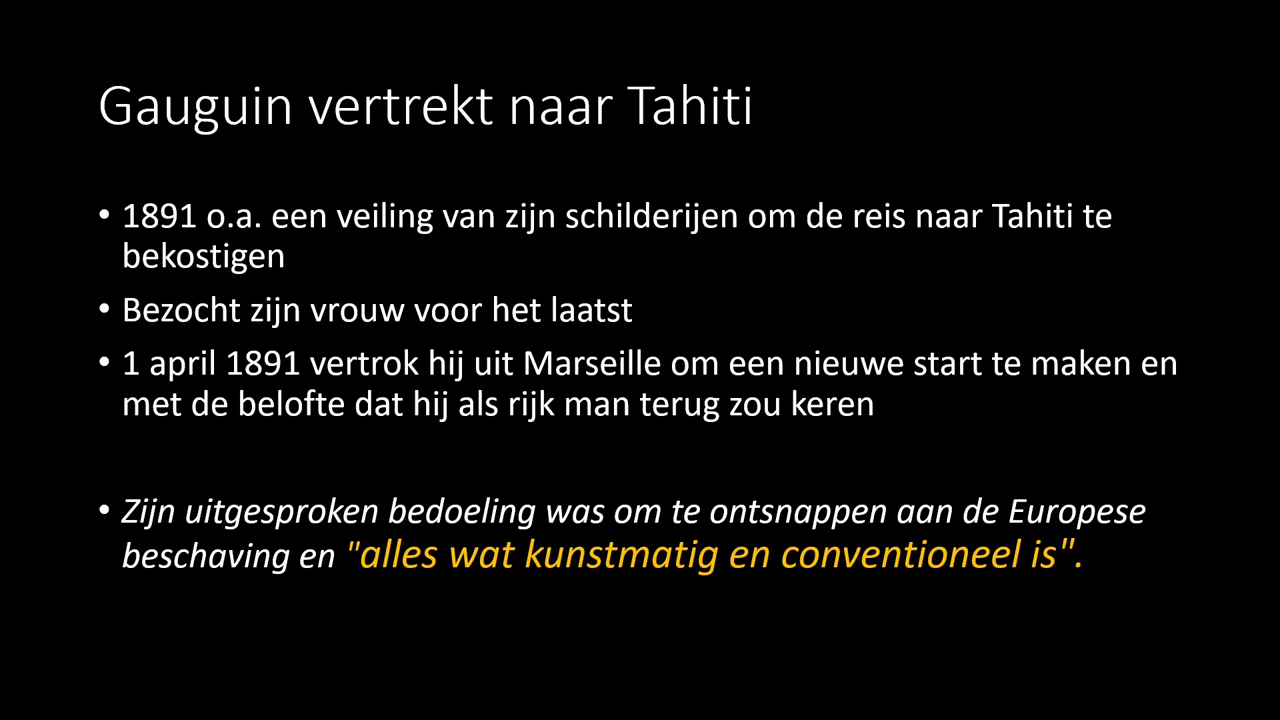 Gauguin vertrekt naar Tahiti
• 1891 o.a. een veiling van zijn schilderijen om de reis naar Tahiti te
bekostigen
• Bezocht zijn vrouw voor het laatst
• 1 april 1891 vertrok hij uit Marseille om een nieuwe start te maken en
met de belofte dat hij als rijk man terug zou keren
• Zijn uitgesproken bedoeling was om te ontsnappen aan de Europese
beschaving en "alles wat kunstmatig en conventioneel is".